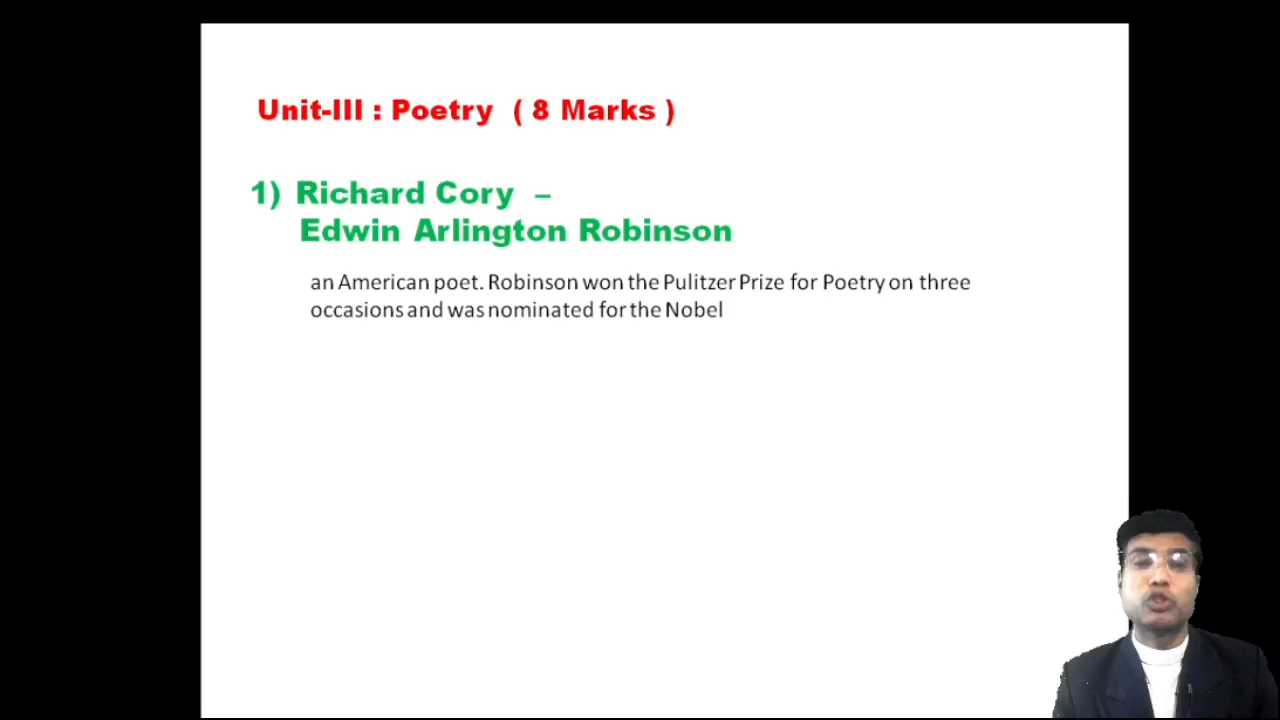 Unit-III : Poetry ( 8 Marks )
1) Richard Cory –
Edwin Arlington Robinson
an American poet. Robinson won the Pulitzer Prize for Poetry on three
occasions and was nominated for the Nobel